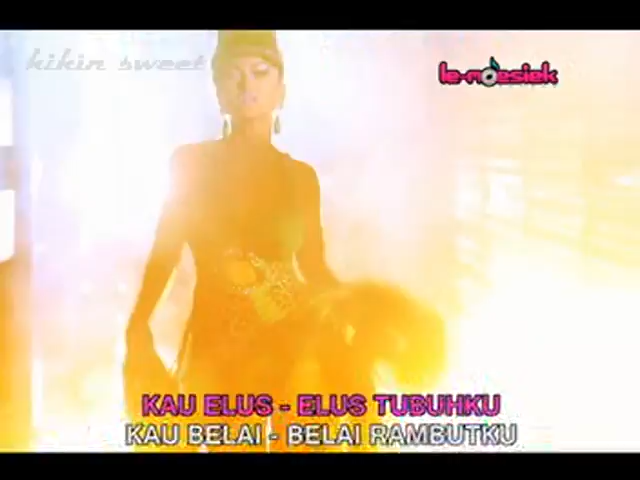 kikin sweet
le-moesiek
KAU ELUS - ELUS TUBUHKU
KAU BELAI - BELAI RAMBUTKU